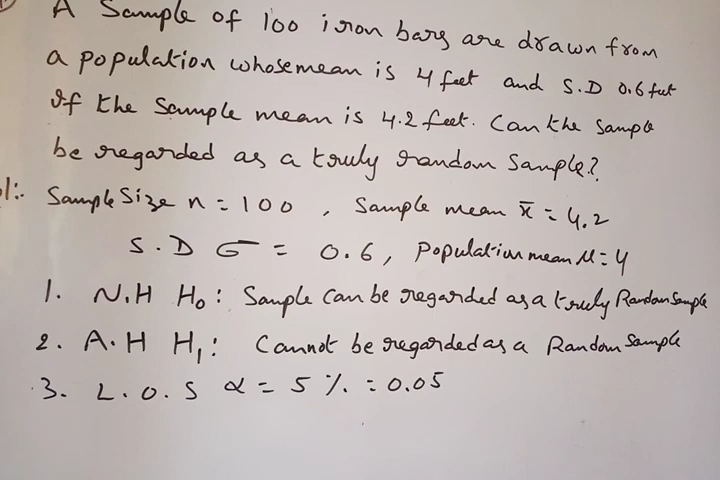 A Sample of 100 iron bars are drawn from
a population whose mean is 4 feet and S.D 0.6 feet
If the Sample mean is 4.2 feet. Can the Sample
be regarded as a truly random Sample?
Sample Size n = 100 , Sample mean x̄ = 4.2
S.D σ = 0.6, Population mean μ = 4
1. N.H H₀: Sample Can be regarded as a truly Random Sample
2. A.H H₁: Cannot be regarded as a Random Sample
3. L.O.S α = 5 % = 0.05